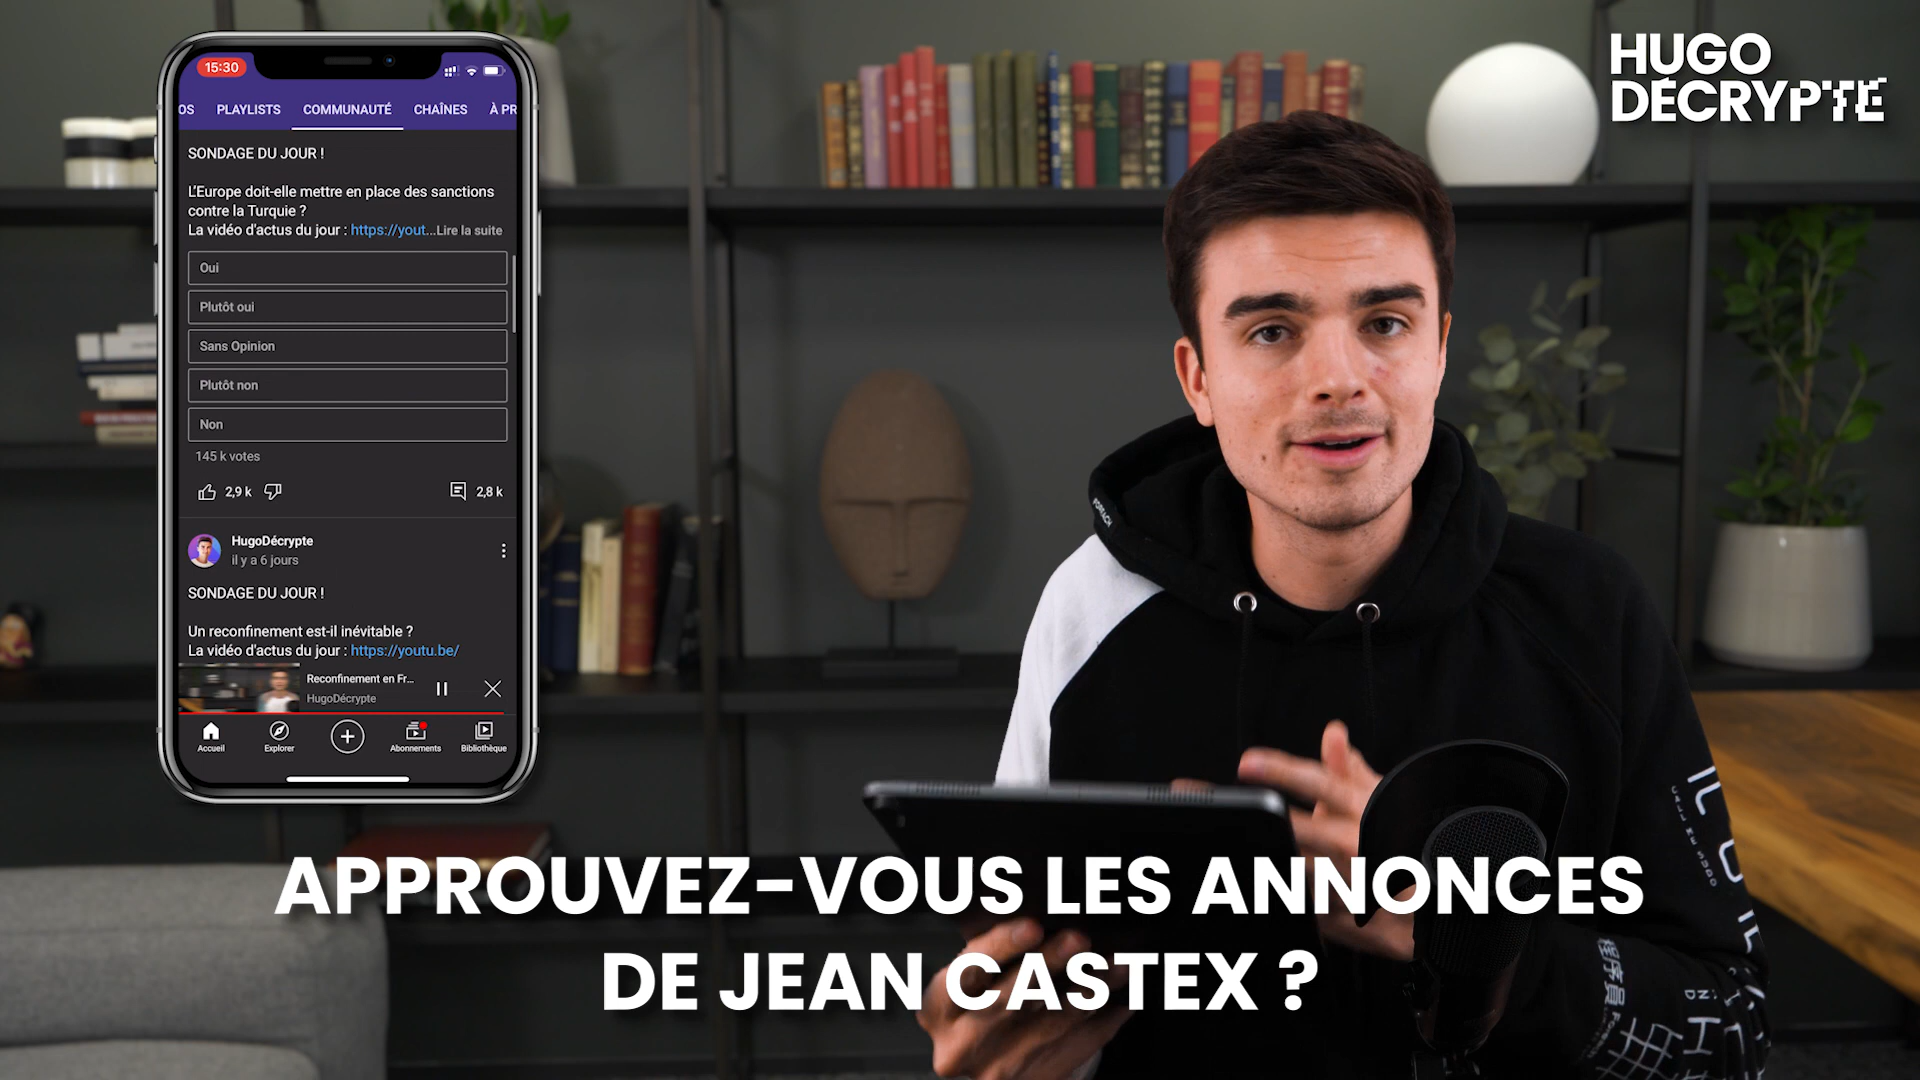 15:30
OS PLAYLISTS COMMUNAUTÉ CHAÎNES À PR
SONDAGE DU JOUR !
L'Europe doit-elle mettre en place des sanctions
contre la Turquie ?
La vidéo d'actus du jour : https://yout...Lire la suite
Oui
Plutôt oui
Sans Opinion
Plutôt non
Non
145 k votes
2,9 k 2,8 k
HugoDécrypte
il y a 6 jours
SONDAGE DU JOUR !
Un reconfinement est-il inévitable ?
La vidéo d'actus du jour : https://youtu.be/
Reconfinement en Fr...
HugoDécrypte
Accueil Explorer Abonnements Bibliothèque
HUGO
DÉCRYPTE
APPROUVEZ-VOUS LES ANNONCES
DE JEAN CASTEX ?